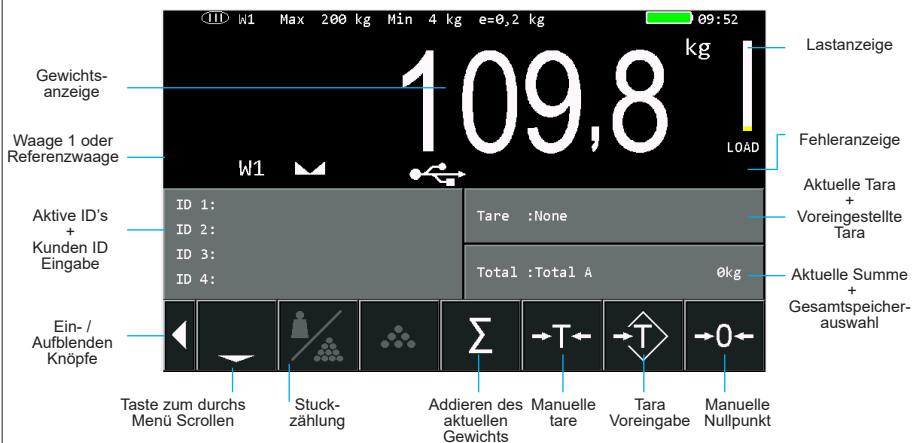 III W1 Max 200 kg Min 4 kg e=0,2 kg 09:52
109,8 kg
LOAD
W1
ID 1:
ID 2:
ID 3:
ID 4:
Tare :None
Total :Total A 0kg
Σ
→T←
→T
→0←
Gewichts-
anzeige
Waage 1 oder
Referenzwaage
Aktive ID's
+
Kunden ID
Eingabe
Ein- /
Aufblenden
Knöpfe
Lastanzeige
Fehleranzeige
Aktuelle Tara
+
Voreingestellte
Tara
Aktuelle Summe
+
Gesamtspeicher-
auswahl
Taste zum durchs
Menü Scrollen
Stuck-
zählung
Addieren des
aktuellen
Gewichts
Manuelle
tare
Tara
Voreingabe
Manuelle
Nullpunkt